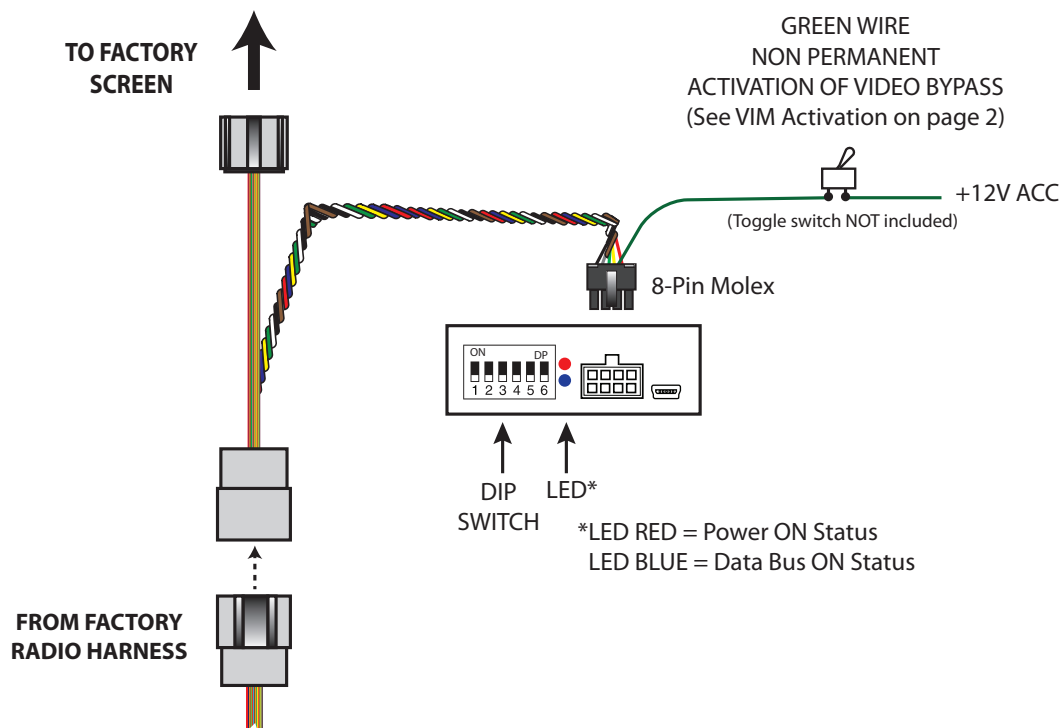 TO FACTORY
SCREEN
GREEN WIRE
NON PERMANENT
ACTIVATION OF VIDEO BYPASS
(See VIM Activation on page 2)
+12V ACC
(Toggle switch NOT included)
8-Pin Molex
ON DP
1 2 3 4 5 6
DIP
SWITCH
LED*
*LED RED = Power ON Status
LED BLUE = Data Bus ON Status
FROM FACTORY
RADIO HARNESS